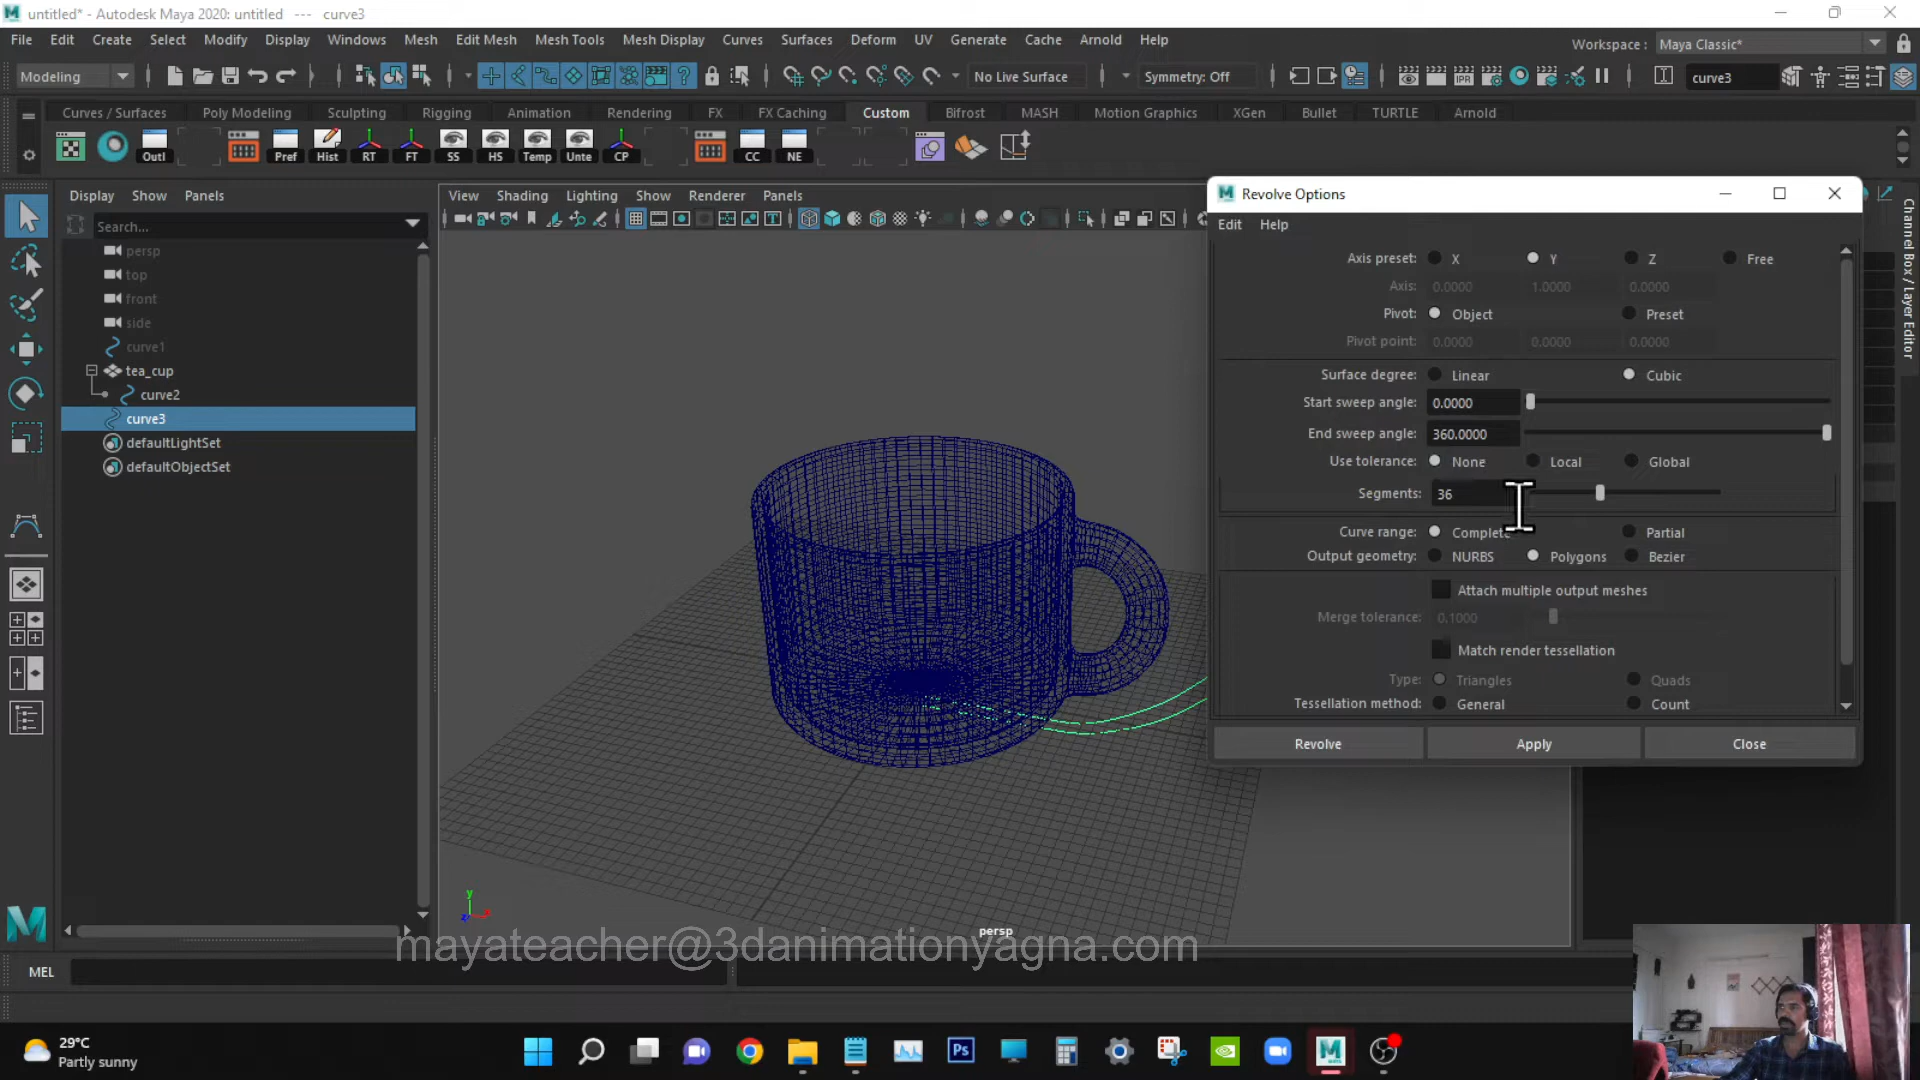 untitled* - Autodesk Maya 2020: untitled --- curve3
File Edit Create Select Modify Display Windows Mesh Edit Mesh Mesh Tools Mesh Display Curves Surfaces Deform UV Generate Cache Arnold Help
Workspace : Maya Classic*
Modeling No Live Surface Symmetry: Off curve3
Curves / Surfaces Poly Modeling Sculpting Rigging Animation Rendering FX FX Caching Custom Bifrost MASH Motion Graphics XGen Bullet TURTLE Arnold
Outl Pref Hist RT FT SS HS Temp Unte CP CC NE
Display Show Panels
View Shading Lighting Show Renderer Panels
Search...
persp
top
front
side
curve1
tea_cup
curve2
curve3
defaultLightSet
defaultObjectSet
Revolve Options
Edit Help
Axis preset: X Y Z Free
Axis: 0.0000 1.0000 0.0000
Pivot: Object Preset
Pivot point: 0.0000 0.0000 0.0000
Surface degree: Linear Cubic
Start sweep angle: 0.0000
End sweep angle: 360.0000
Use tolerance: None Local Global
Segments: 36
Curve range: Complete Partial
Output geometry: NURBS Polygons Bezier
Attach multiple output meshes
Merge tolerance: 0.1000
Match render tessellation
Type: Triangles Quads
Tessellation method: General Count
Revolve Apply Close
Channel Box / Layer Editor
y
x
z
persp
mayateacher@3danimationyagna.com
MEL
29°C
Partly sunny
Ps